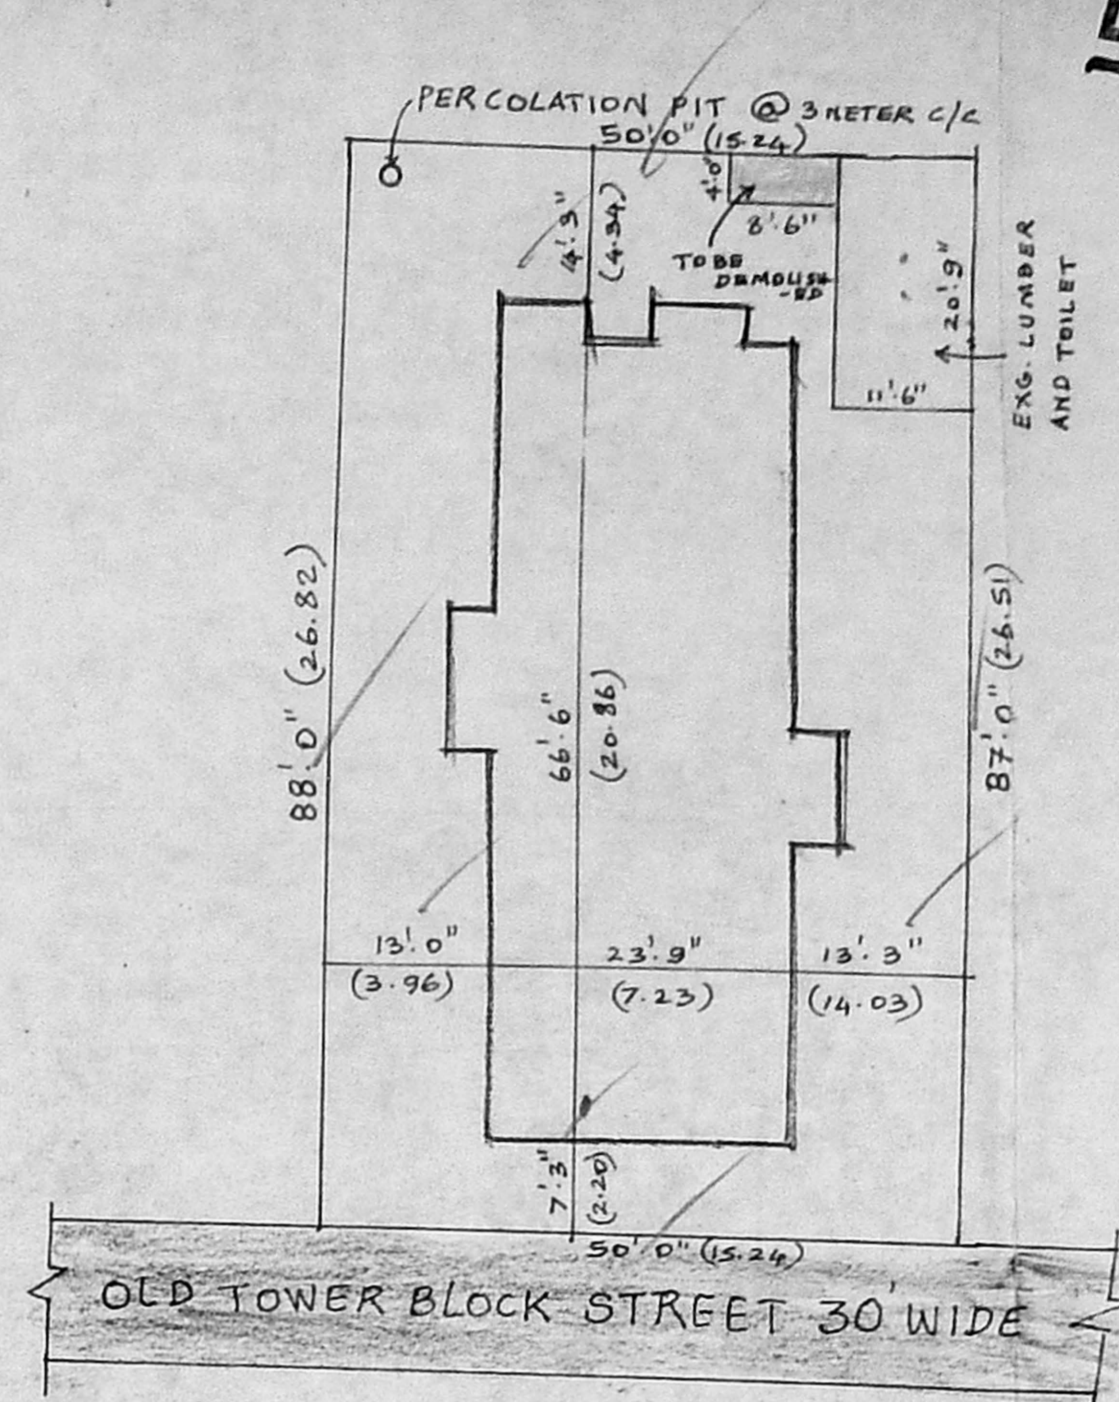 PERCOLATION PIT @ 3 METER C/C
50'.0" (15.24)
4'.0"
14'.3"
(4.34)
8'.6"
TO BE
DEMOLISH
-ED
20'.9"
EXG. LUMBER
AND TOILET
11'.6"
88'.0" (26.82)
66'.6"
(20.86)
87'.0" (26.51)
13'.0"
(3.96)
23'.9"
(7.23)
13'.3"
(14.03)
7'.3"
(2.20)
50'.0" (15.24)
OLD TOWER BLOCK STREET 30' WIDE